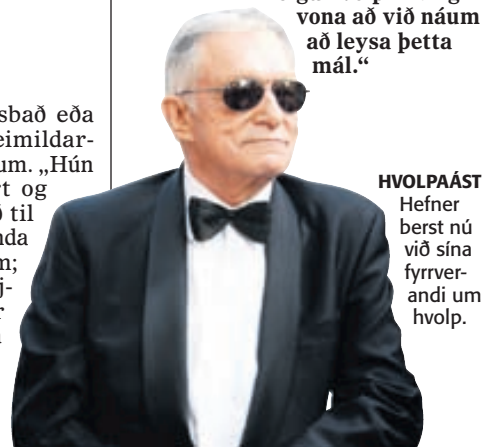 vona að við náum
að leysa þetta
mál.“
sbað eða
eimildar-
um. „Hún
og
til
HVOLPAÁST
Hefner
berst nú
við sína
fyrrver-
andi um
hvolp.